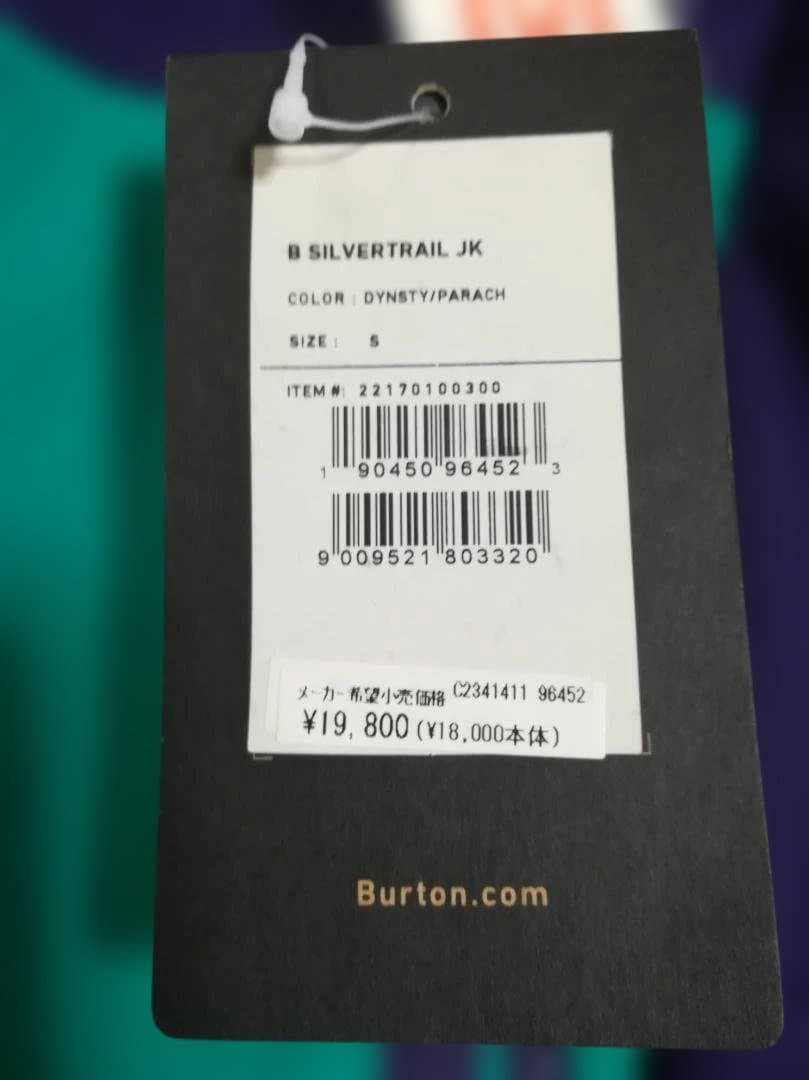 B SILVERTRAIL JK
COLOR : DYNSTY/PARACH
SIZE : S
ITEM #: 22170100300
1 90450 96452 3
9 009521 803320
メーカー希望小売価格 C2341411 96452
¥19,800(¥18,000本体)
Burton.com